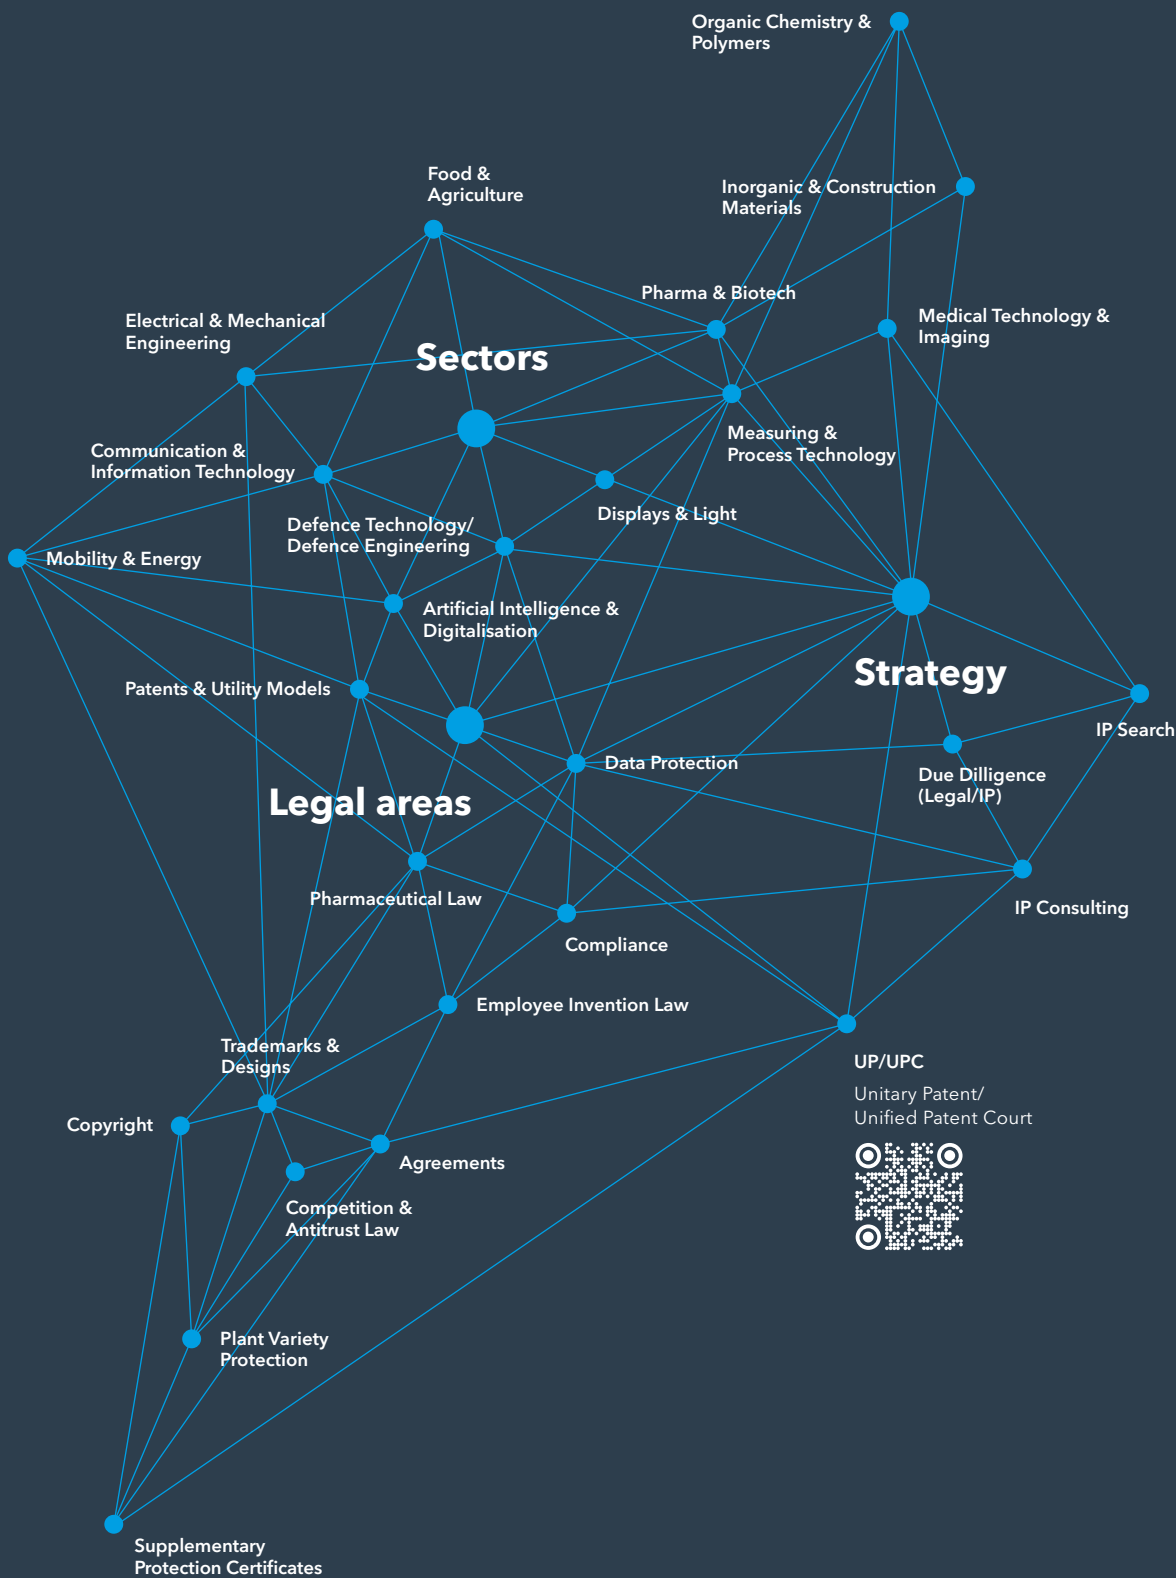 Organic Chemistry &
Polymers
Food &
Agriculture
Inorganic & Construction
Materials
Pharma & Biotech
Electrical & Mechanical
Engineering
Medical Technology &
Imaging
Sectors
Communication &
Information Technology
Measuring &
Process Technology
Displays & Light
Defence Technology/
Defence Engineering
Mobility & Energy
Artificial Intelligence &
Digitalisation
Strategy
Patents & Utility Models
IP Search
Data Protection
Due Dilligence
(Legal/IP)
Legal areas
Pharmaceutical Law
IP Consulting
Compliance
Employee Invention Law
Trademarks &
Designs
UP/UPC
Unitary Patent/
Unified Patent Court
Copyright
Agreements
Competition &
Antitrust Law
Plant Variety
Protection
Supplementary
Protection Certificates